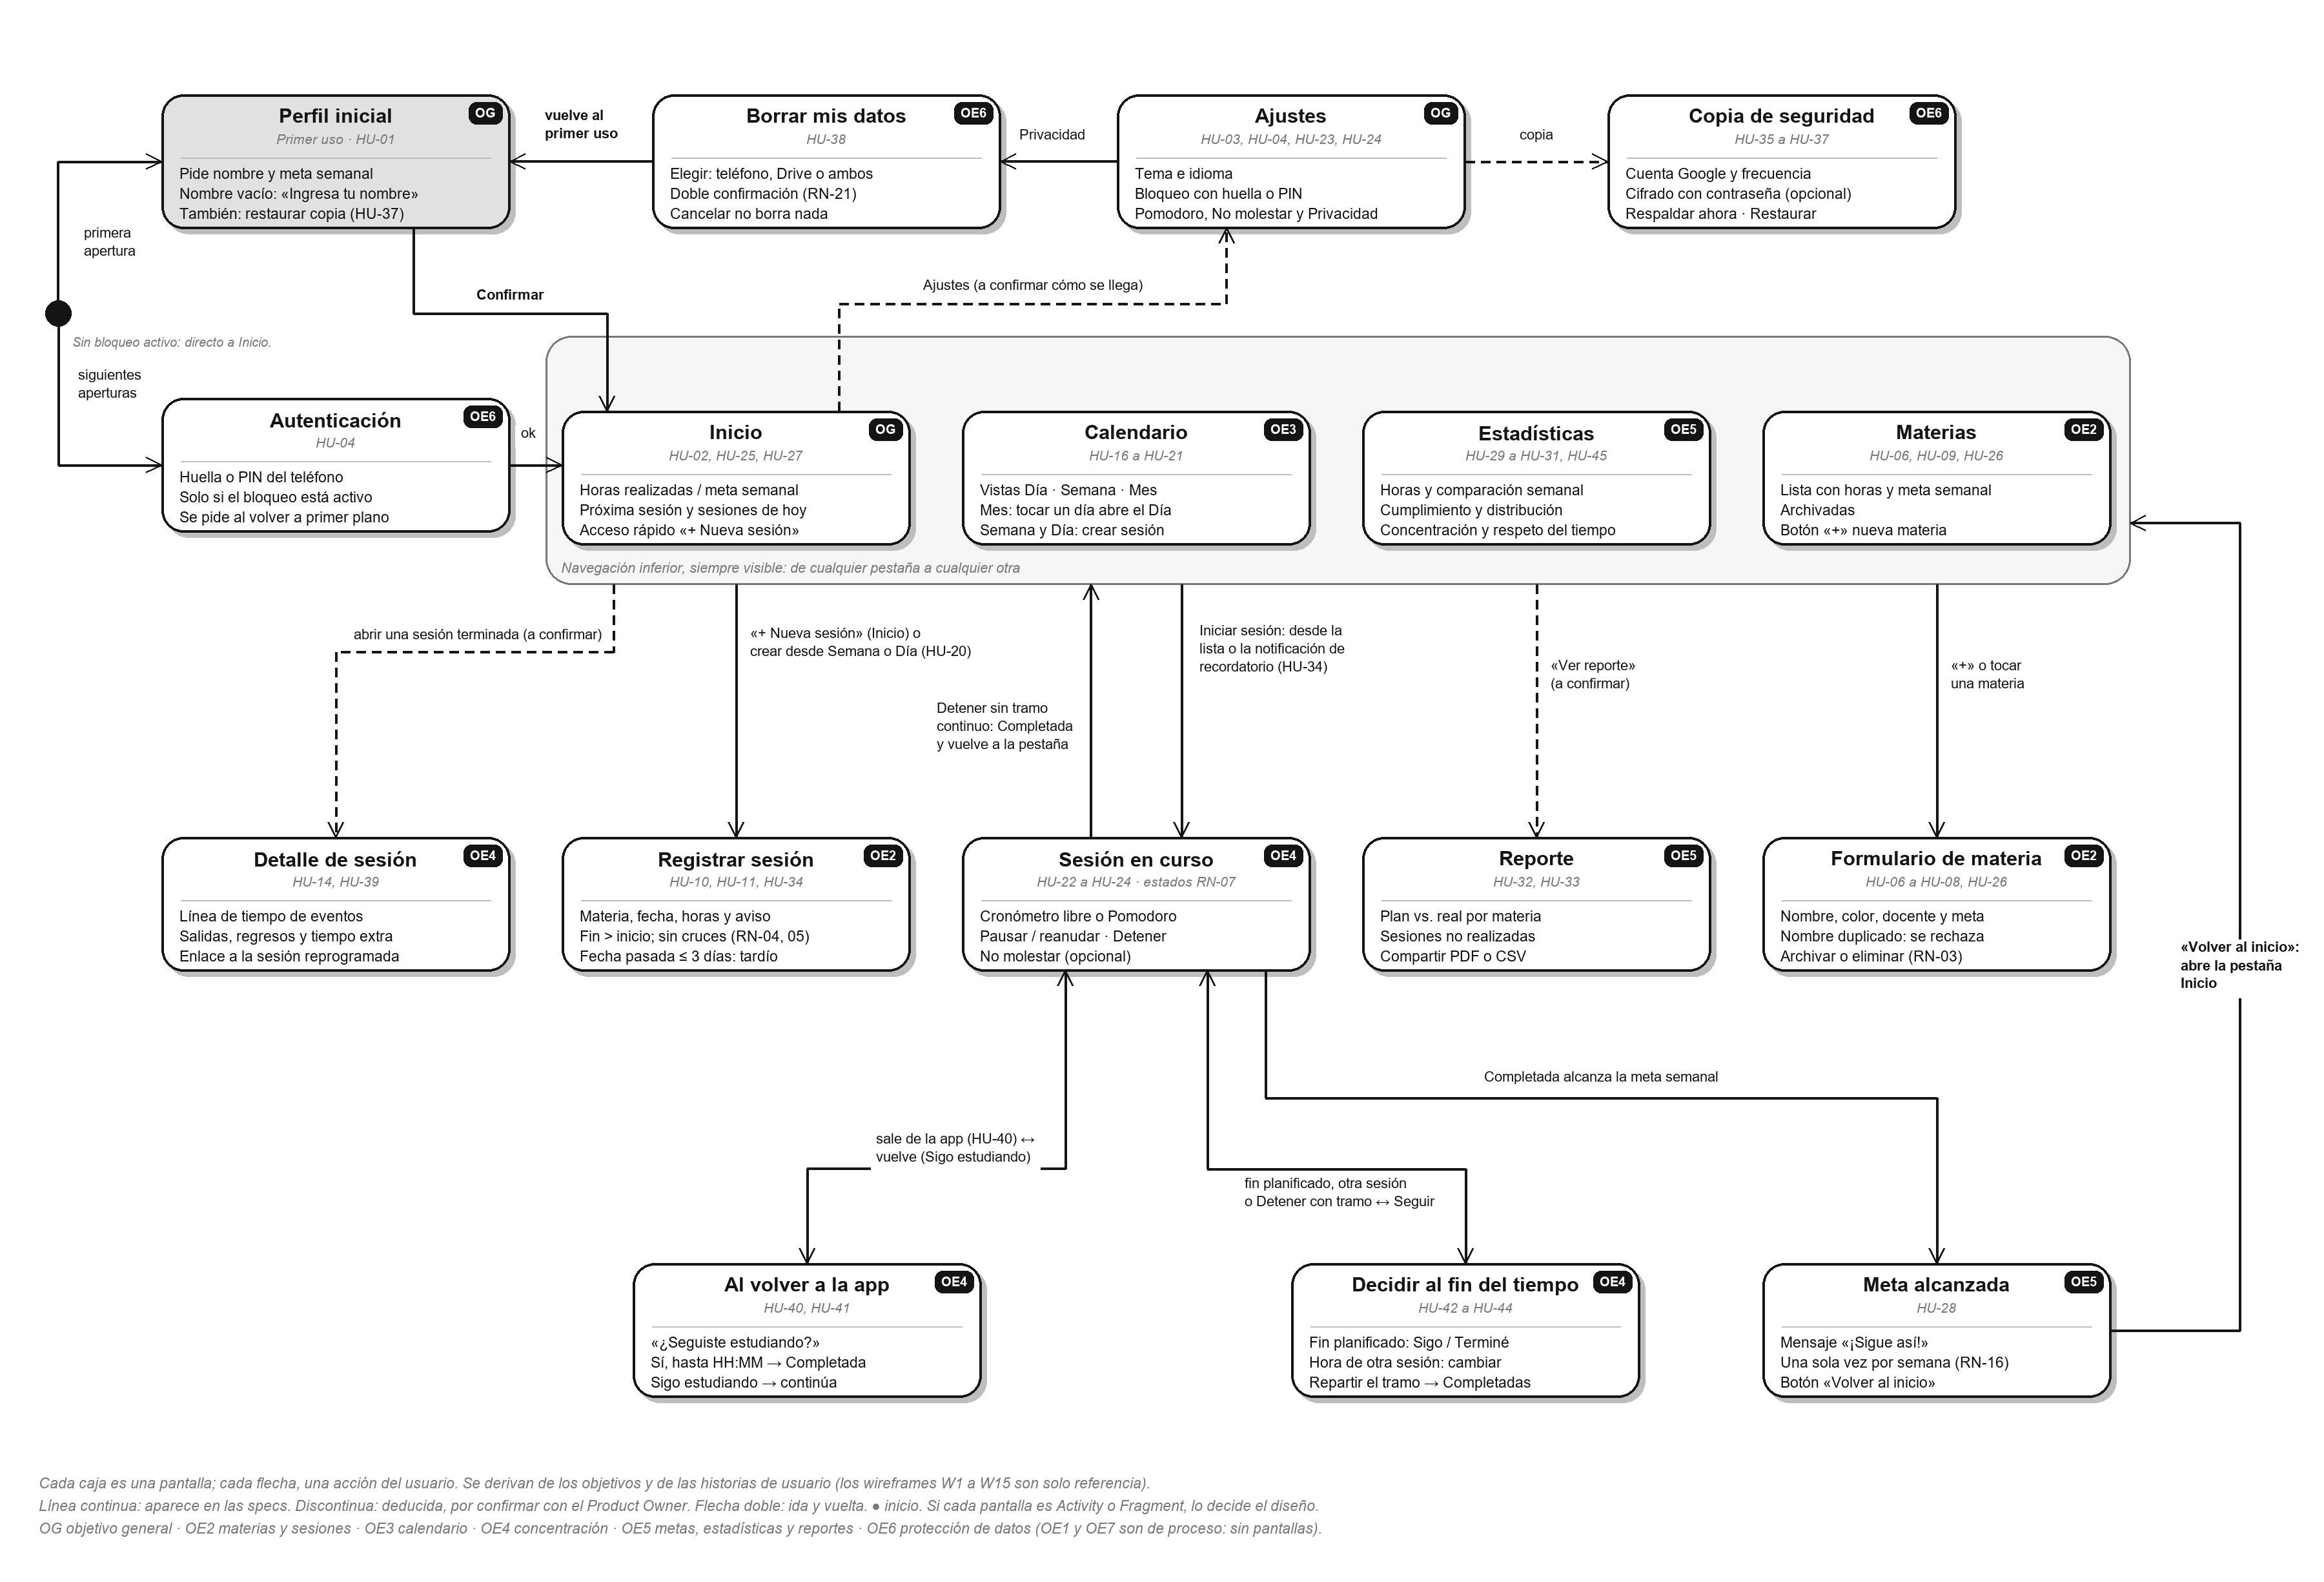 Perfil inicial
OG
Primer uso · HU-01
Pide nombre y meta semanal
Nombre vacío: «Ingresa tu nombre»
También: restaurar copia (HU-37)
vuelve al
primer uso
Borrar mis datos
OE6
HU-38
Elegir: teléfono, Drive o ambos
Doble confirmación (RN-21)
Cancelar no borra nada
Privacidad
Ajustes
OG
HU-03, HU-04, HU-23, HU-24
Tema e idioma
Bloqueo con huella o PIN
Pomodoro, No molestar y Privacidad
copia
Copia de seguridad
OE6
HU-35 a HU-37
Cuenta Google y frecuencia
Cifrado con contraseña (opcional)
Respaldar ahora · Restaurar
primera
apertura
Confirmar
Ajustes (a confirmar cómo se llega)
Sin bloqueo activo: directo a Inicio.
siguientes
aperturas
Autenticación
OE6
HU-04
Huella o PIN del teléfono
Solo si el bloqueo está activo
Se pide al volver a primer plano
ok
Inicio
OG
HU-02, HU-25, HU-27
Horas realizadas / meta semanal
Próxima sesión y sesiones de hoy
Acceso rápido «+ Nueva sesión»
Calendario
OE3
HU-16 a HU-21
Vistas Día · Semana · Mes
Mes: tocar un día abre el Día
Semana y Día: crear sesión
Estadísticas
OE5
HU-29 a HU-31, HU-45
Horas y comparación semanal
Cumplimiento y distribución
Concentración y respeto del tiempo
Materias
OE2
HU-06, HU-09, HU-26
Lista con horas y meta semanal
Archivadas
Botón «+» nueva materia
Navegación inferior, siempre visible: de cualquier pestaña a cualquier otra
abrir una sesión terminada (a confirmar)
«+ Nueva sesión» (Inicio) o
crear desde Semana o Día (HU-20)
Detener sin tramo
continuo: Completada
y vuelve a la pestaña
Iniciar sesión: desde la
lista o la notificación de
recordatorio (HU-34)
«Ver reporte»
(a confirmar)
«+» o tocar
una materia
Detalle de sesión
OE4
HU-14, HU-39
Línea de tiempo de eventos
Salidas, regresos y tiempo extra
Enlace a la sesión reprogramada
Registrar sesión
OE2
HU-10, HU-11, HU-34
Materia, fecha, horas y aviso
Fin > inicio; sin cruces (RN-04, 05)
Fecha pasada ≤ 3 días: tardío
Sesión en curso
OE4
HU-22 a HU-24 · estados RN-07
Cronómetro libre o Pomodoro
Pausar / reanudar · Detener
No molestar (opcional)
Reporte
OE5
HU-32, HU-33
Plan vs. real por materia
Sesiones no realizadas
Compartir PDF o CSV
Formulario de materia
OE2
HU-06 a HU-08, HU-26
Nombre, color, docente y meta
Nombre duplicado: se rechaza
Archivar o eliminar (RN-03)
«Volver al inicio»:
abre la pestaña
Inicio
Completada alcanza la meta semanal
sale de la app (HU-40) ↔
vuelve (Sigo estudiando)
fin planificado, otra sesión
o Detener con tramo ↔ Seguir
Al volver a la app
OE4
HU-40, HU-41
«¿Seguiste estudiando?»
Sí, hasta HH:MM → Completada
Sigo estudiando → continúa
Decidir al fin del tiempo
OE4
HU-42 a HU-44
Fin planificado: Sigo / Terminé
Hora de otra sesión: cambiar
Repartir el tramo → Completadas
Meta alcanzada
OE5
HU-28
Mensaje «¡Sigue así!»
Una sola vez por semana (RN-16)
Botón «Volver al inicio»
Cada caja es una pantalla; cada flecha, una acción del usuario. Se derivan de los objetivos y de las historias de usuario (los wireframes W1 a W15 son solo referencia).
Línea continua: aparece en las specs. Discontinua: deducida, por confirmar con el Product Owner. Flecha doble: ida y vuelta. ● inicio. Si cada pantalla es Activity o Fragment, lo decide el diseño.
OG objetivo general · OE2 materias y sesiones · OE3 calendario · OE4 concentración · OE5 metas, estadísticas y reportes · OE6 protección de datos (OE1 y OE7 son de proceso: sin pantallas).